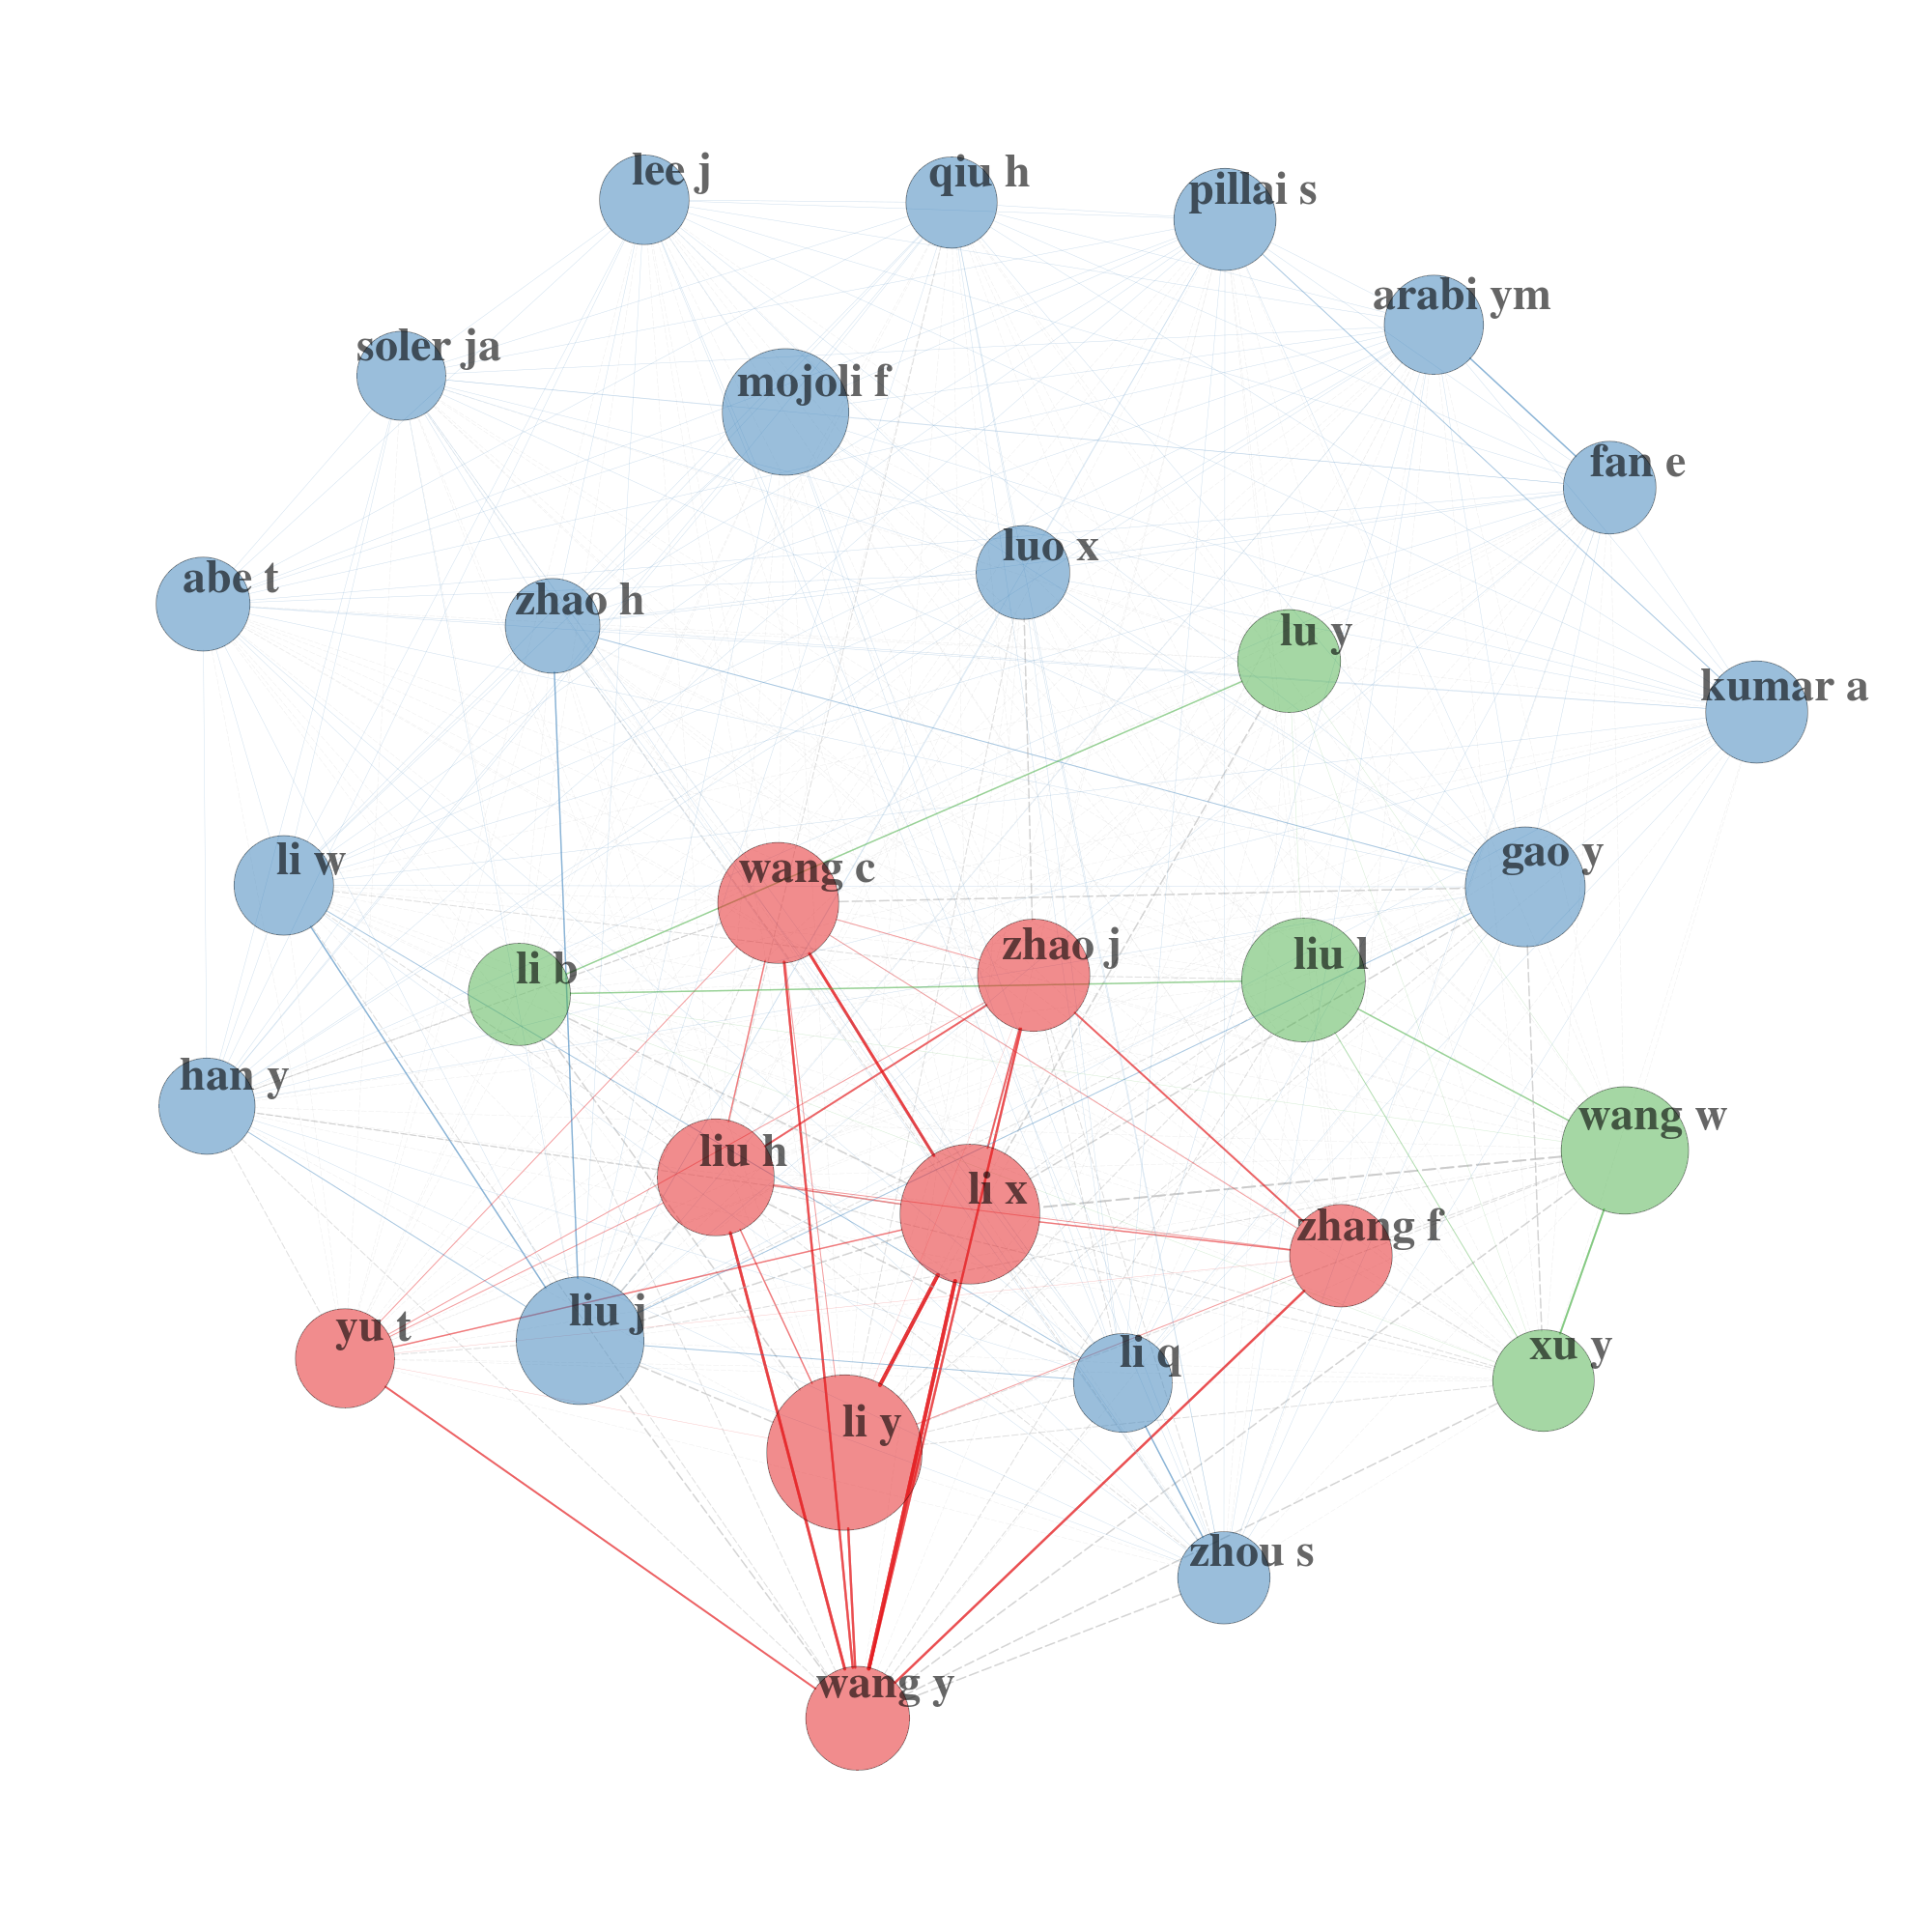 lee j
qiu h
pillai s
arabi ym
soler ja
mojoli f
fan e
luo x
abe t
zhao h
lu y
kumar a
li w
wang c
gao y
zhao j
liu l
li b
han y
wang w
liu h
li x
zhang f
liu j
yu t
xu y
li q
li y
zhou s
wang y